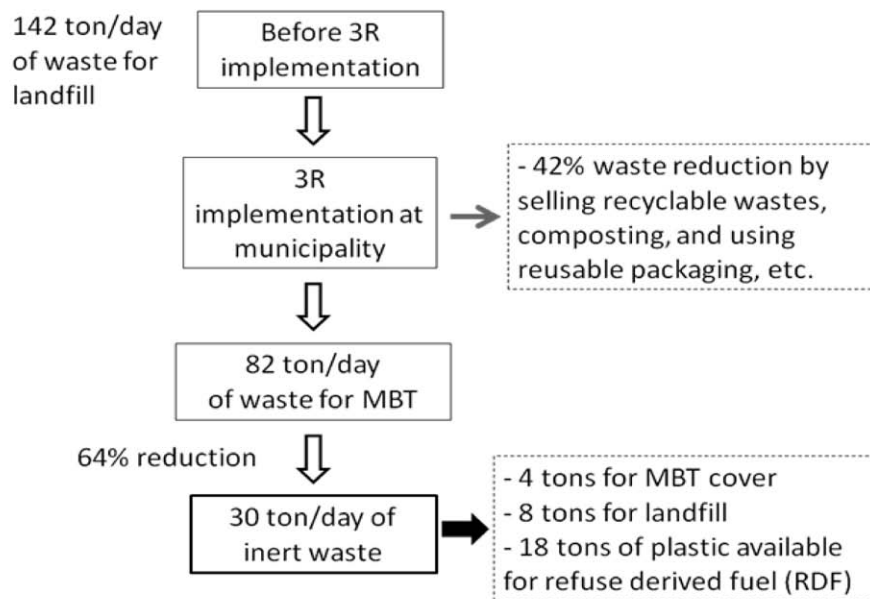 142 ton/day
of waste for
landfill
Before 3R
implementation
3R
implementation at
municipality
- 42% waste reduction by
selling recyclable wastes,
composting, and using
reusable packaging, etc.
82 ton/day
of waste for MBT
64% reduction
30 ton/day of
inert waste
- 4 tons for MBT cover
- 8 tons for landfill
- 18 tons of plastic available
for refuse derived fuel (RDF)